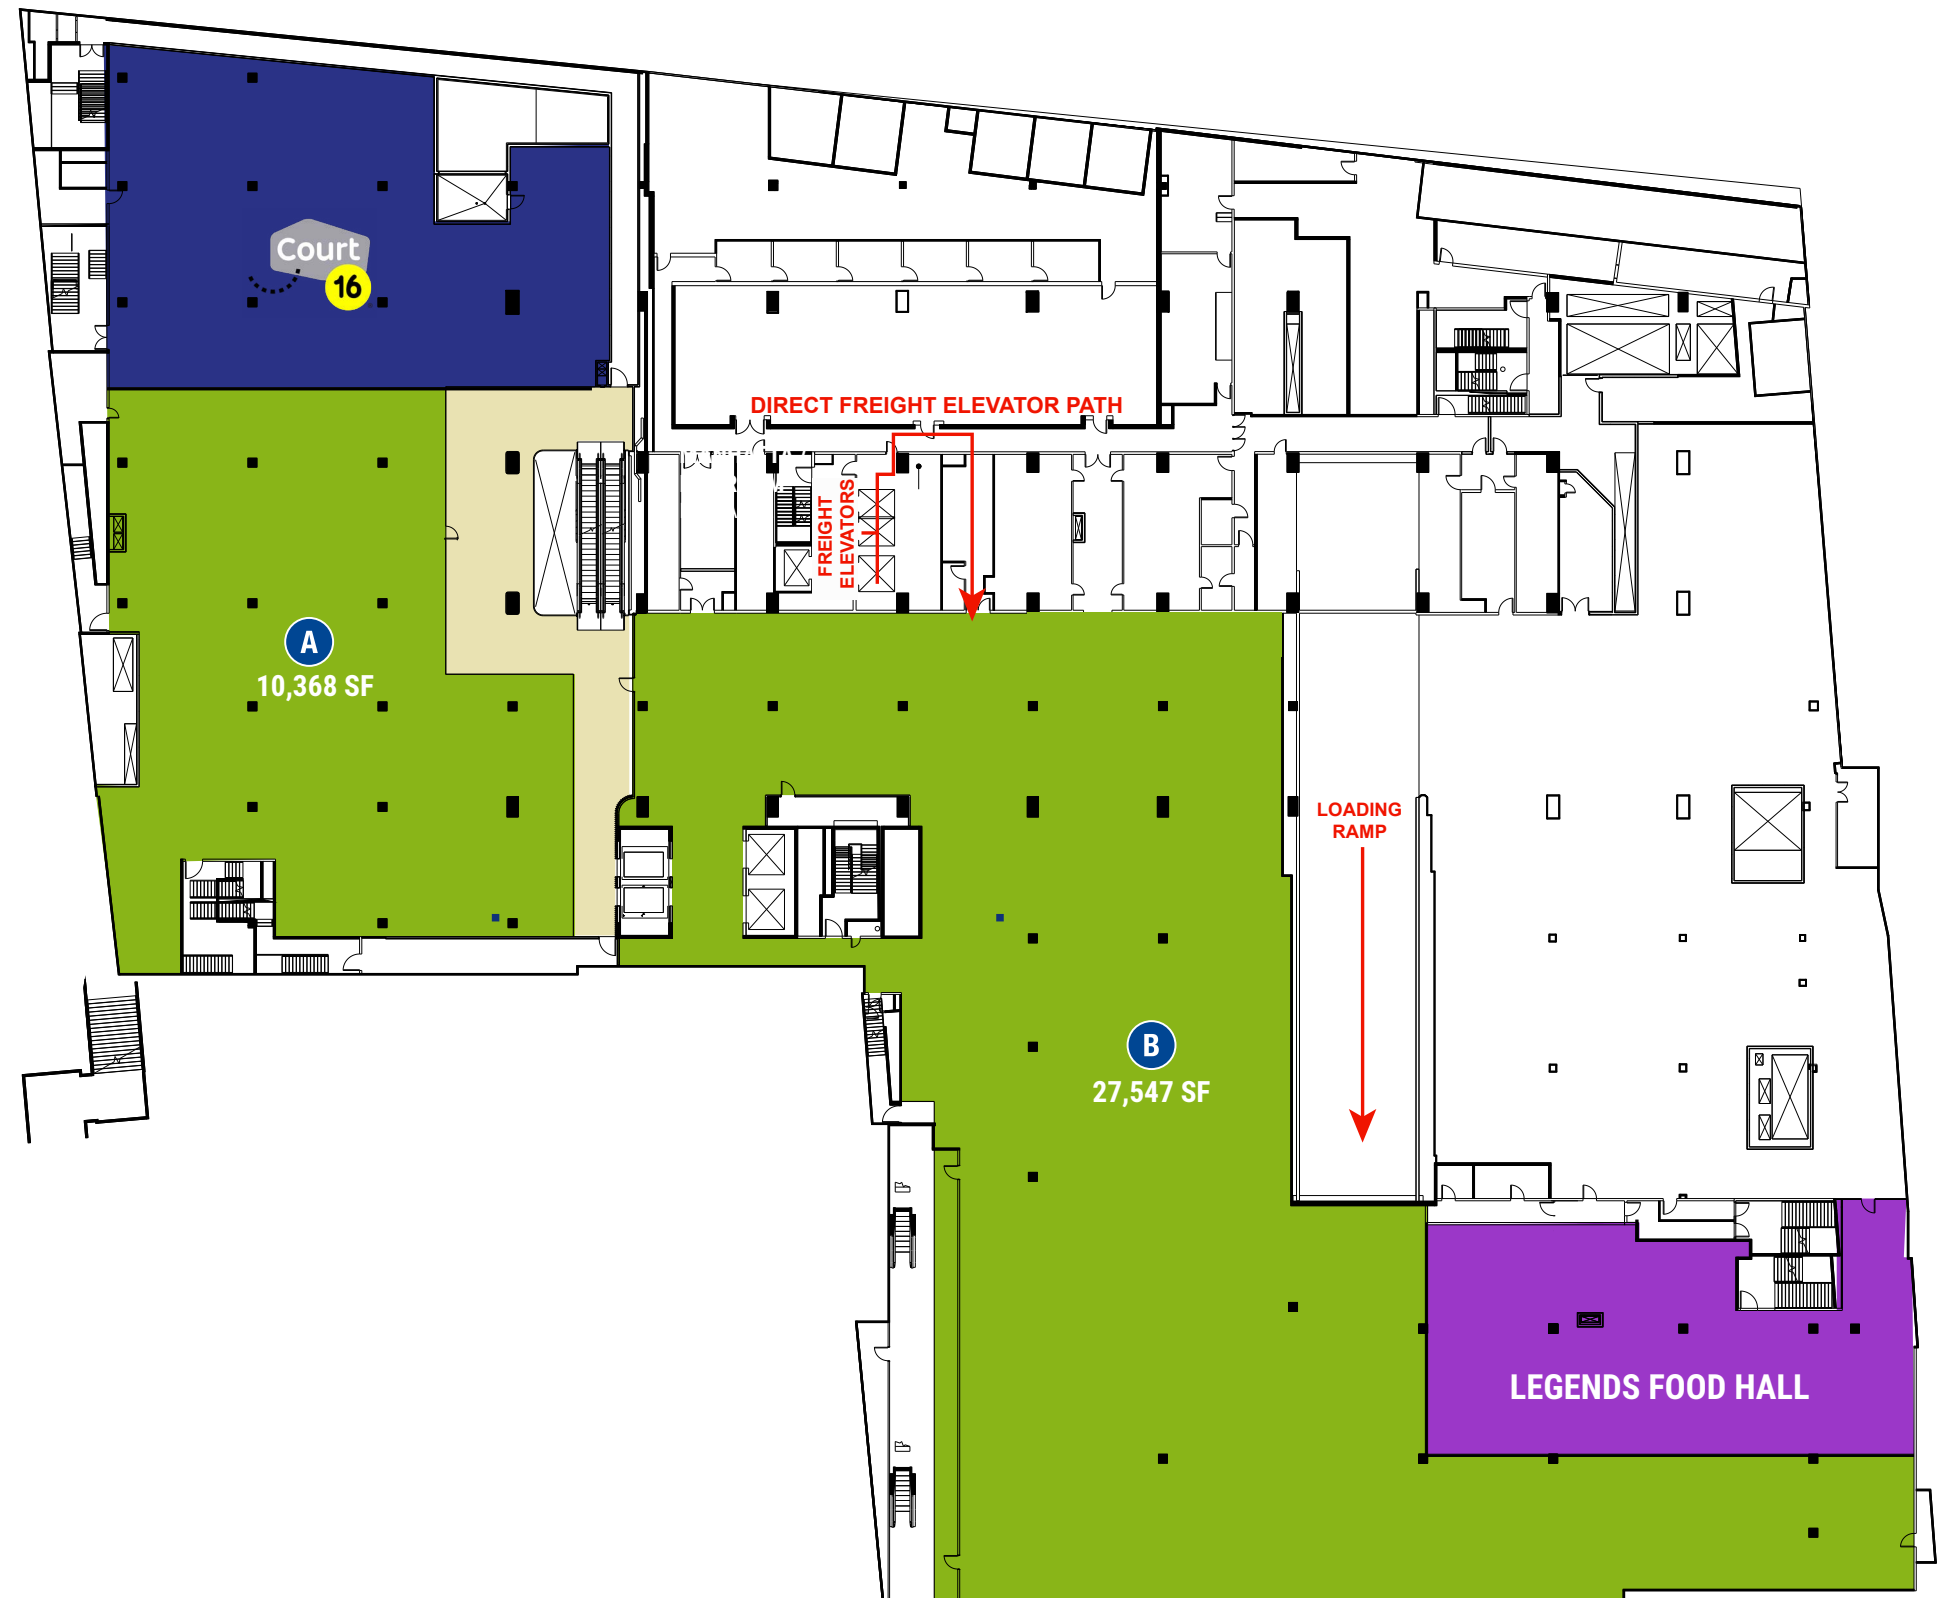 Court
16
DIRECT FREIGHT ELEVATOR PATH
FREIGHT
ELEVATORS
A
10,368 SF
LOADING
RAMP
B
27,547 SF
LEGENDS FOOD HALL